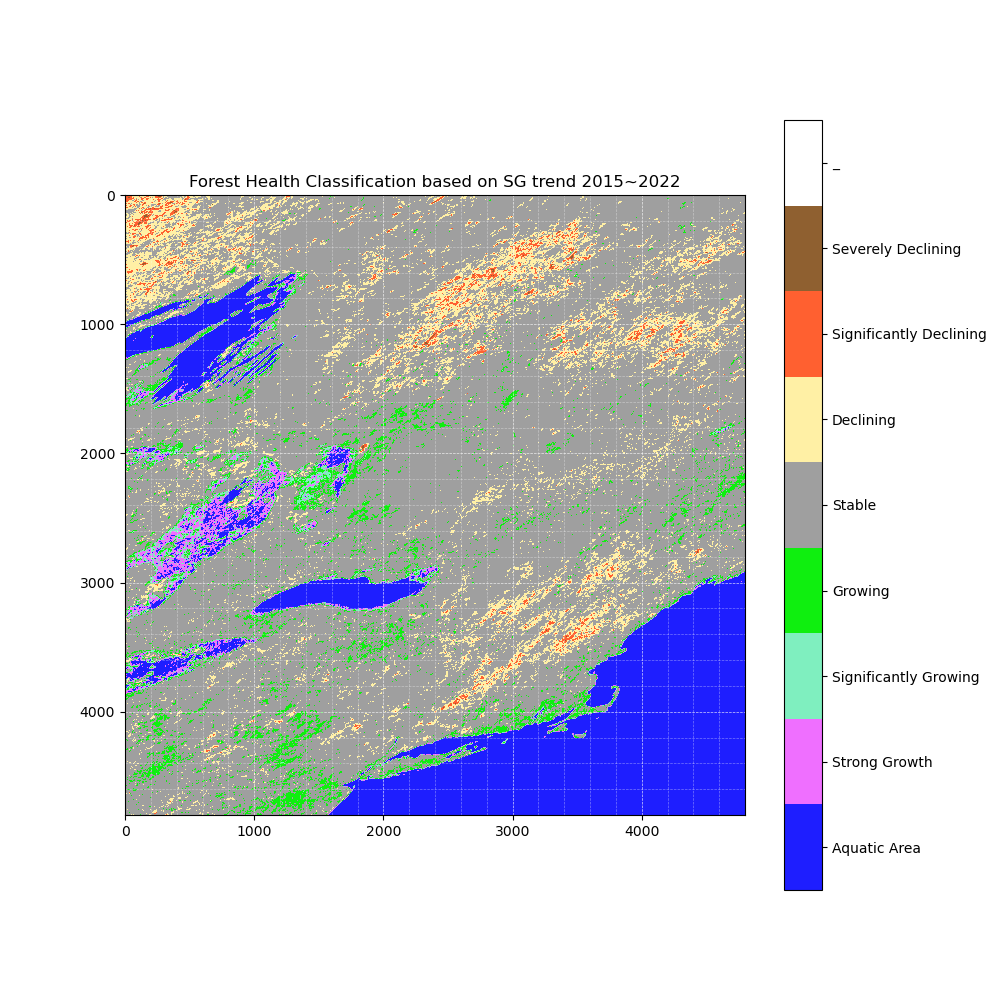 Forest Health Classification based on SG trend 2015~2022
0
1000
2000
3000
4000
0
1000
2000
3000
4000
_
Severely Declining
Significantly Declining
Declining
Stable
Growing
Significantly Growing
Strong Growth
Aquatic Area